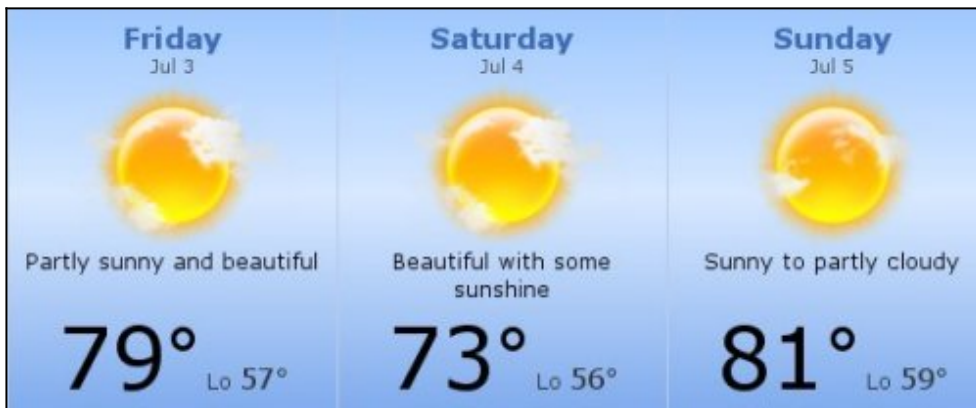 Friday
Jul 3
Partly sunny and beautiful
79° Lo 57°
Saturday
Jul 4
Beautiful with some
sunshine
73° Lo 56°
Sunday
Jul 5
Sunny to partly cloudy
81° Lo 59°